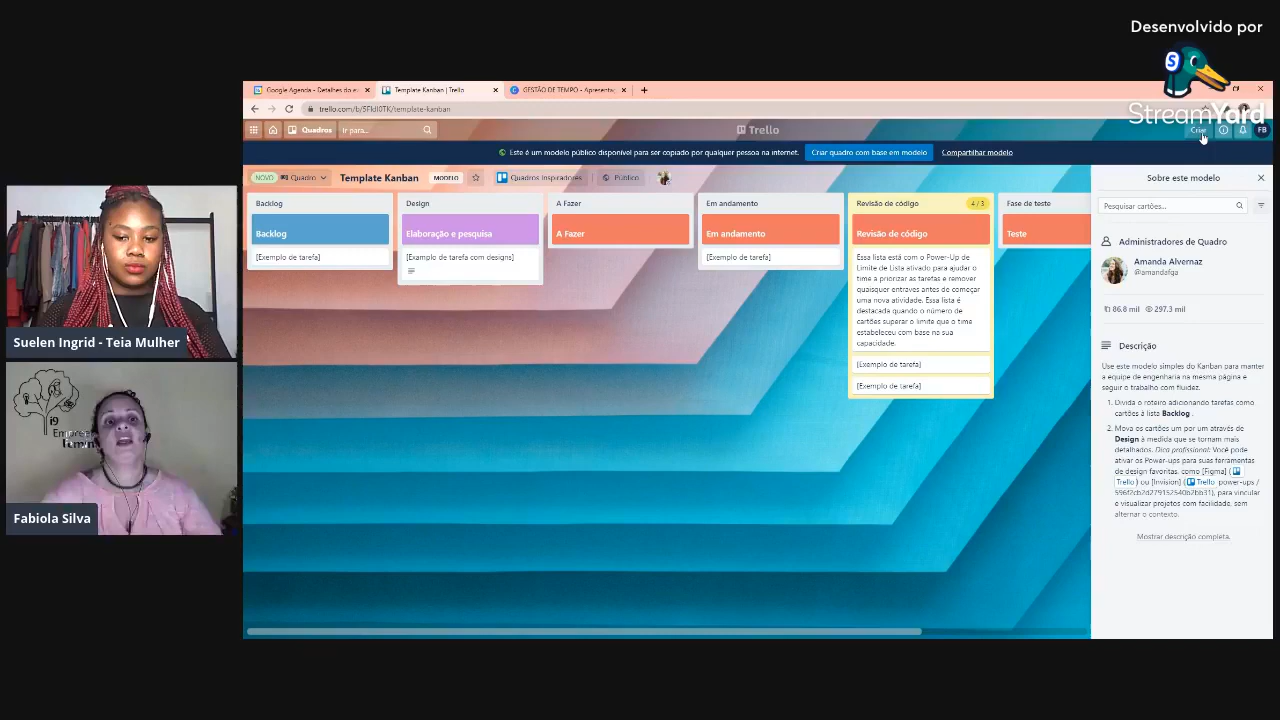 Desenvolvido por
StreamYard
Google Agenda - Detalhes do e
Template Kanban | Trello
GESTÃO DE TEMPO - Apresenta
trello.com/b/5FldI0TK/template-kanban
Quadros
Ir para...
Trello
Criar
FB
Este é um modelo público disponível para ser copiado por qualquer pessoa na internet.
Criar quadro com base em modelo
Compartilhar modelo
NOVO
Quadro
Template Kanban
MODELO
Quadros Inspiradores
Público
Backlog
Backlog
[Exemplo de tarefa]
Design
Elaboração e pesquisa
[Exemplo de tarefa com designs]
A Fazer
A Fazer
Em andamento
Em andamento
[Exemplo de tarefa]
Revisão de código
4 / 3
Revisão de código
Essa lista está com o Power-Up de
Limite de Lista ativado para ajudar o
time a priorizar as tarefas e remover
quaisquer entraves antes de começar
uma nova atividade. Essa lista é
destacada quando o número de
cartões superar o limite que o time
estabeleceu com base na sua
capacidade.
[Exemplo de tarefa]
[Exemplo de tarefa]
Fase de teste
Teste
Sobre este modelo
Pesquisar cartões...
Administradores de Quadro
Amanda Alvernaz
@amandafga
86.8 mil
297.3 mil
Descrição
Use este modelo simples do Kanban para manter
a equipe de engenharia na mesma página e
seguir o trabalho com fluidez.
1. Divida o roteiro adicionando tarefas como
cartões à lista Backlog .
2. Mova os cartões um por um através de
Design à medida que se tornam mais
detalhados. Dica profissional: Você pode
ativar os Power-ups para suas ferramentas
de design favoritas, como [Figma] (
Trello ) ou [Invision] ( Trello power-ups /
596f2cb2d279152540b2bb31), para vincular
e visualizar projetos com facilidade, sem
alternar o contexto.
Mostrar descrição completa.
Suelen Ingrid - Teia Mulher
i9
Fabiola Silva